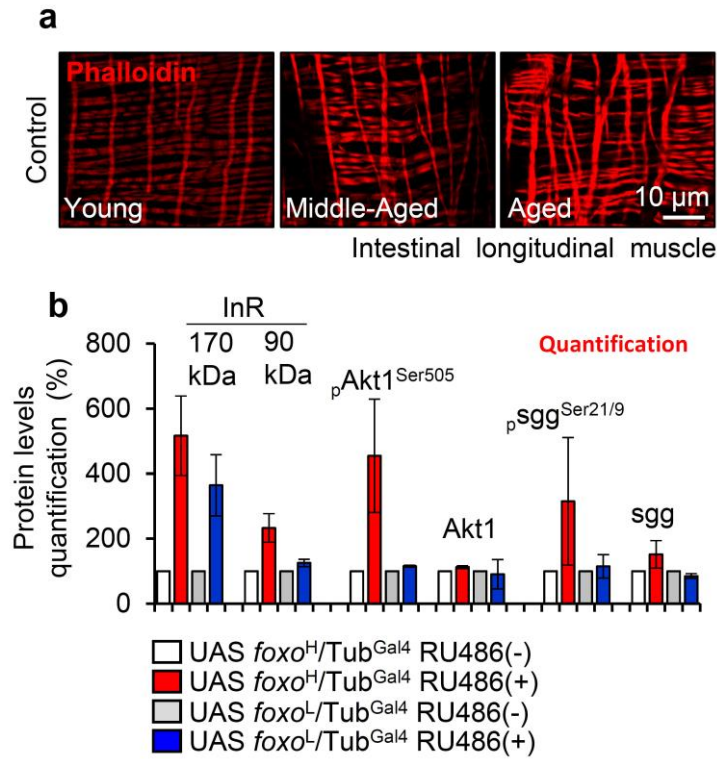 a
Control
Phalloidin
Young
Middle-Aged
Aged
10 µm
Intestinal longitudinal muscle
b
InR
170 kDa
90 kDa
Quantification
pAkt1Ser505
Akt1
psggSer21/9
sgg
Protein levels
quantification (%)
800
600
400
200
0
UAS foxoH/TubGal4 RU486(-)
UAS foxoH/TubGal4 RU486(+)
UAS foxoL/TubGal4 RU486(-)
UAS foxoL/TubGal4 RU486(+)